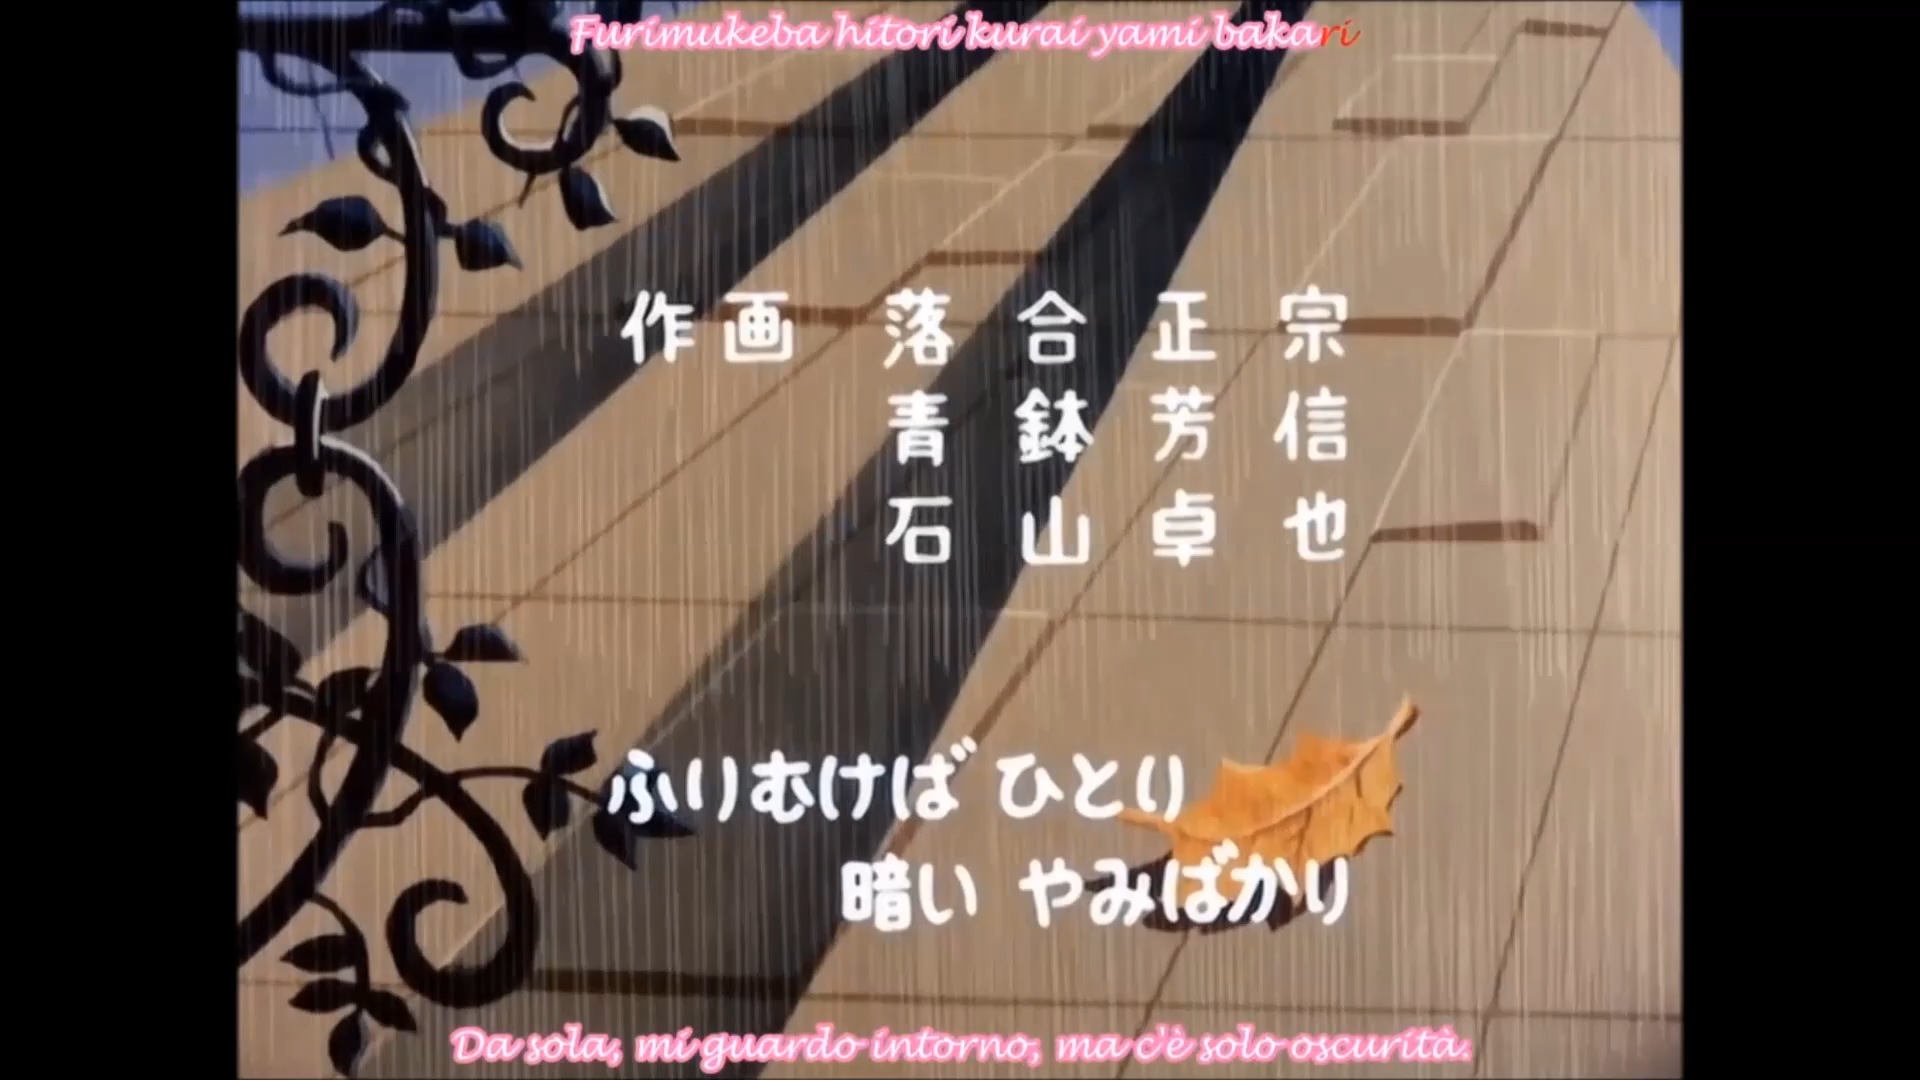 Furimukeba hitori kurai yami bakari
作画 落合正宗
青鉢芳信
石山卓也
ふりむけば ひとり
暗い やみばかり
Da sola, mi guardo intorno, ma c'è solo oscurità.